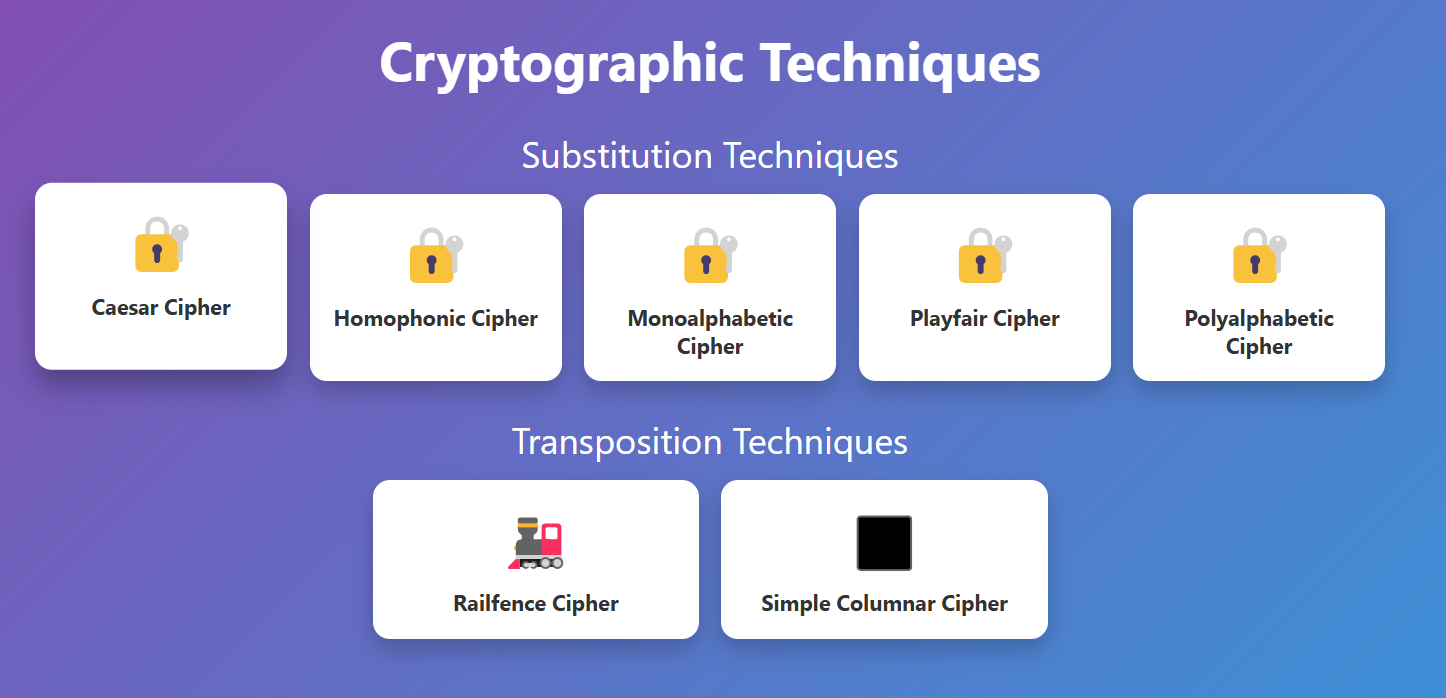 Cryptographic Techniques
Substitution Techniques
Caesar Cipher
Homophonic Cipher
Monoalphabetic
Cipher
Playfair Cipher
Polyalphabetic
Cipher
Transposition Techniques
Railfence Cipher
Simple Columnar Cipher